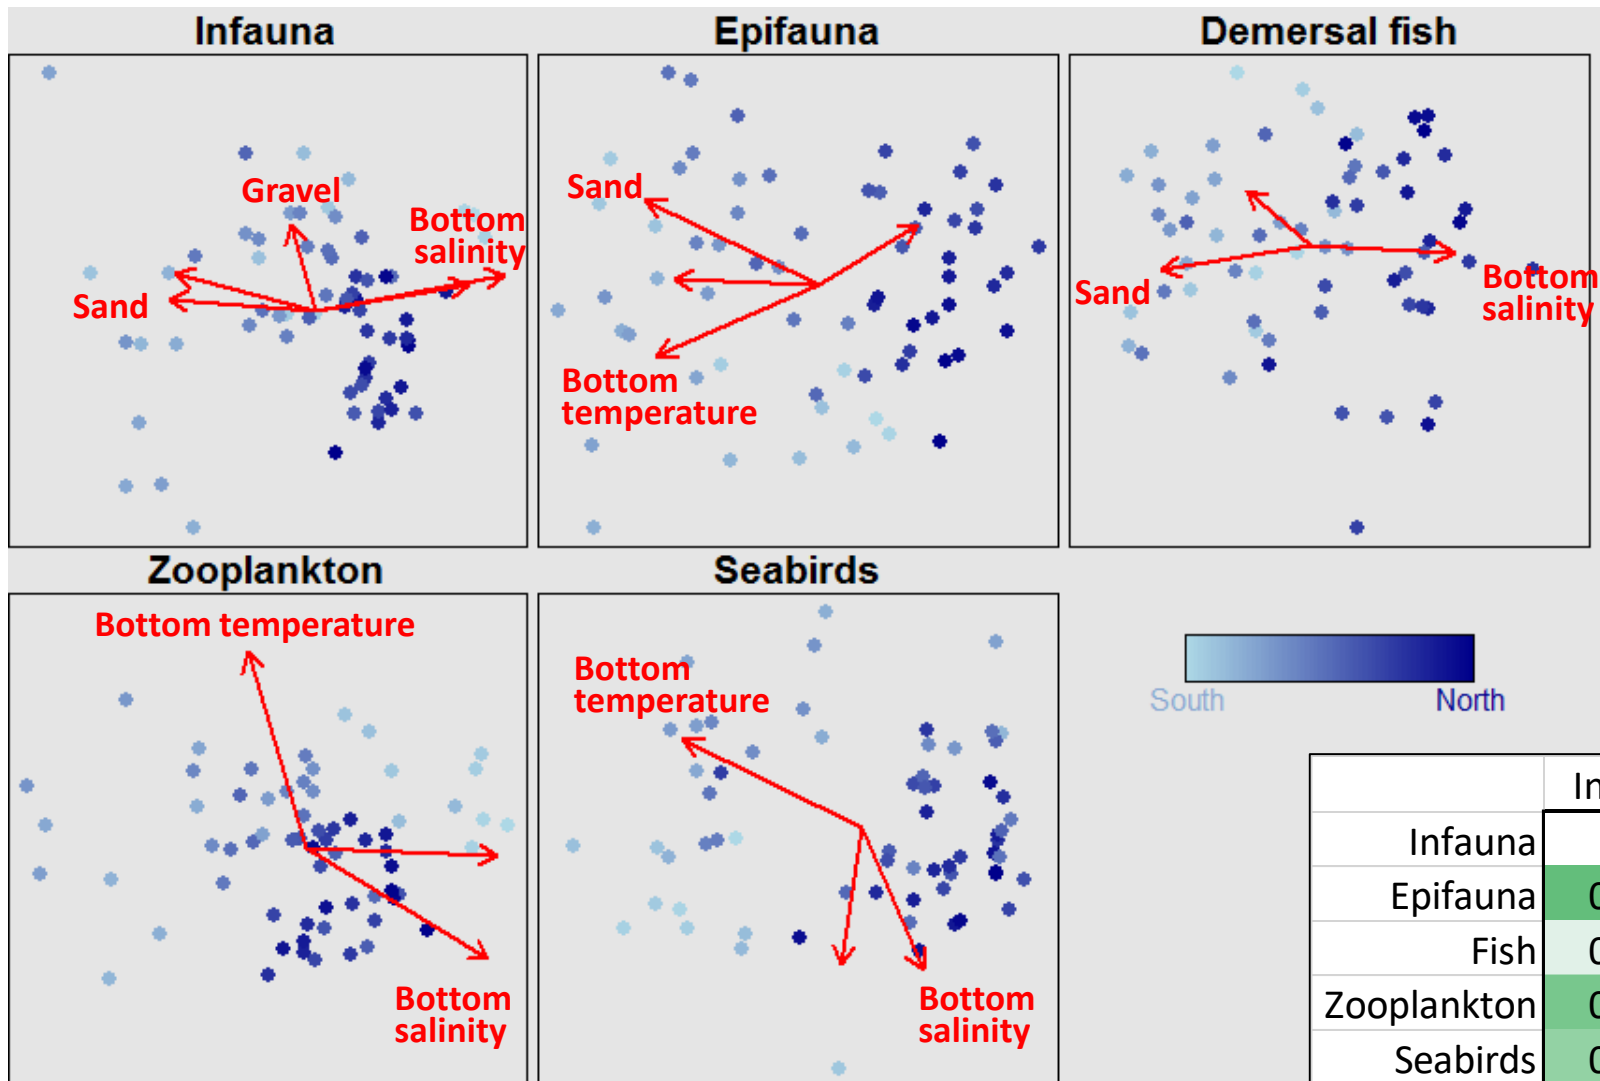 Infauna
Epifauna
Demersal fish
Gravel
Bottom
salinity
Sand
Sand
Bottom
temperature
Sand
Bottom
salinity
Zooplankton
Seabirds
Bottom temperature
Bottom
salinity
Bottom
temperature
Bottom
salinity
South
North
Infauna
Epifauna
Fish
Zooplankton
Seabirds